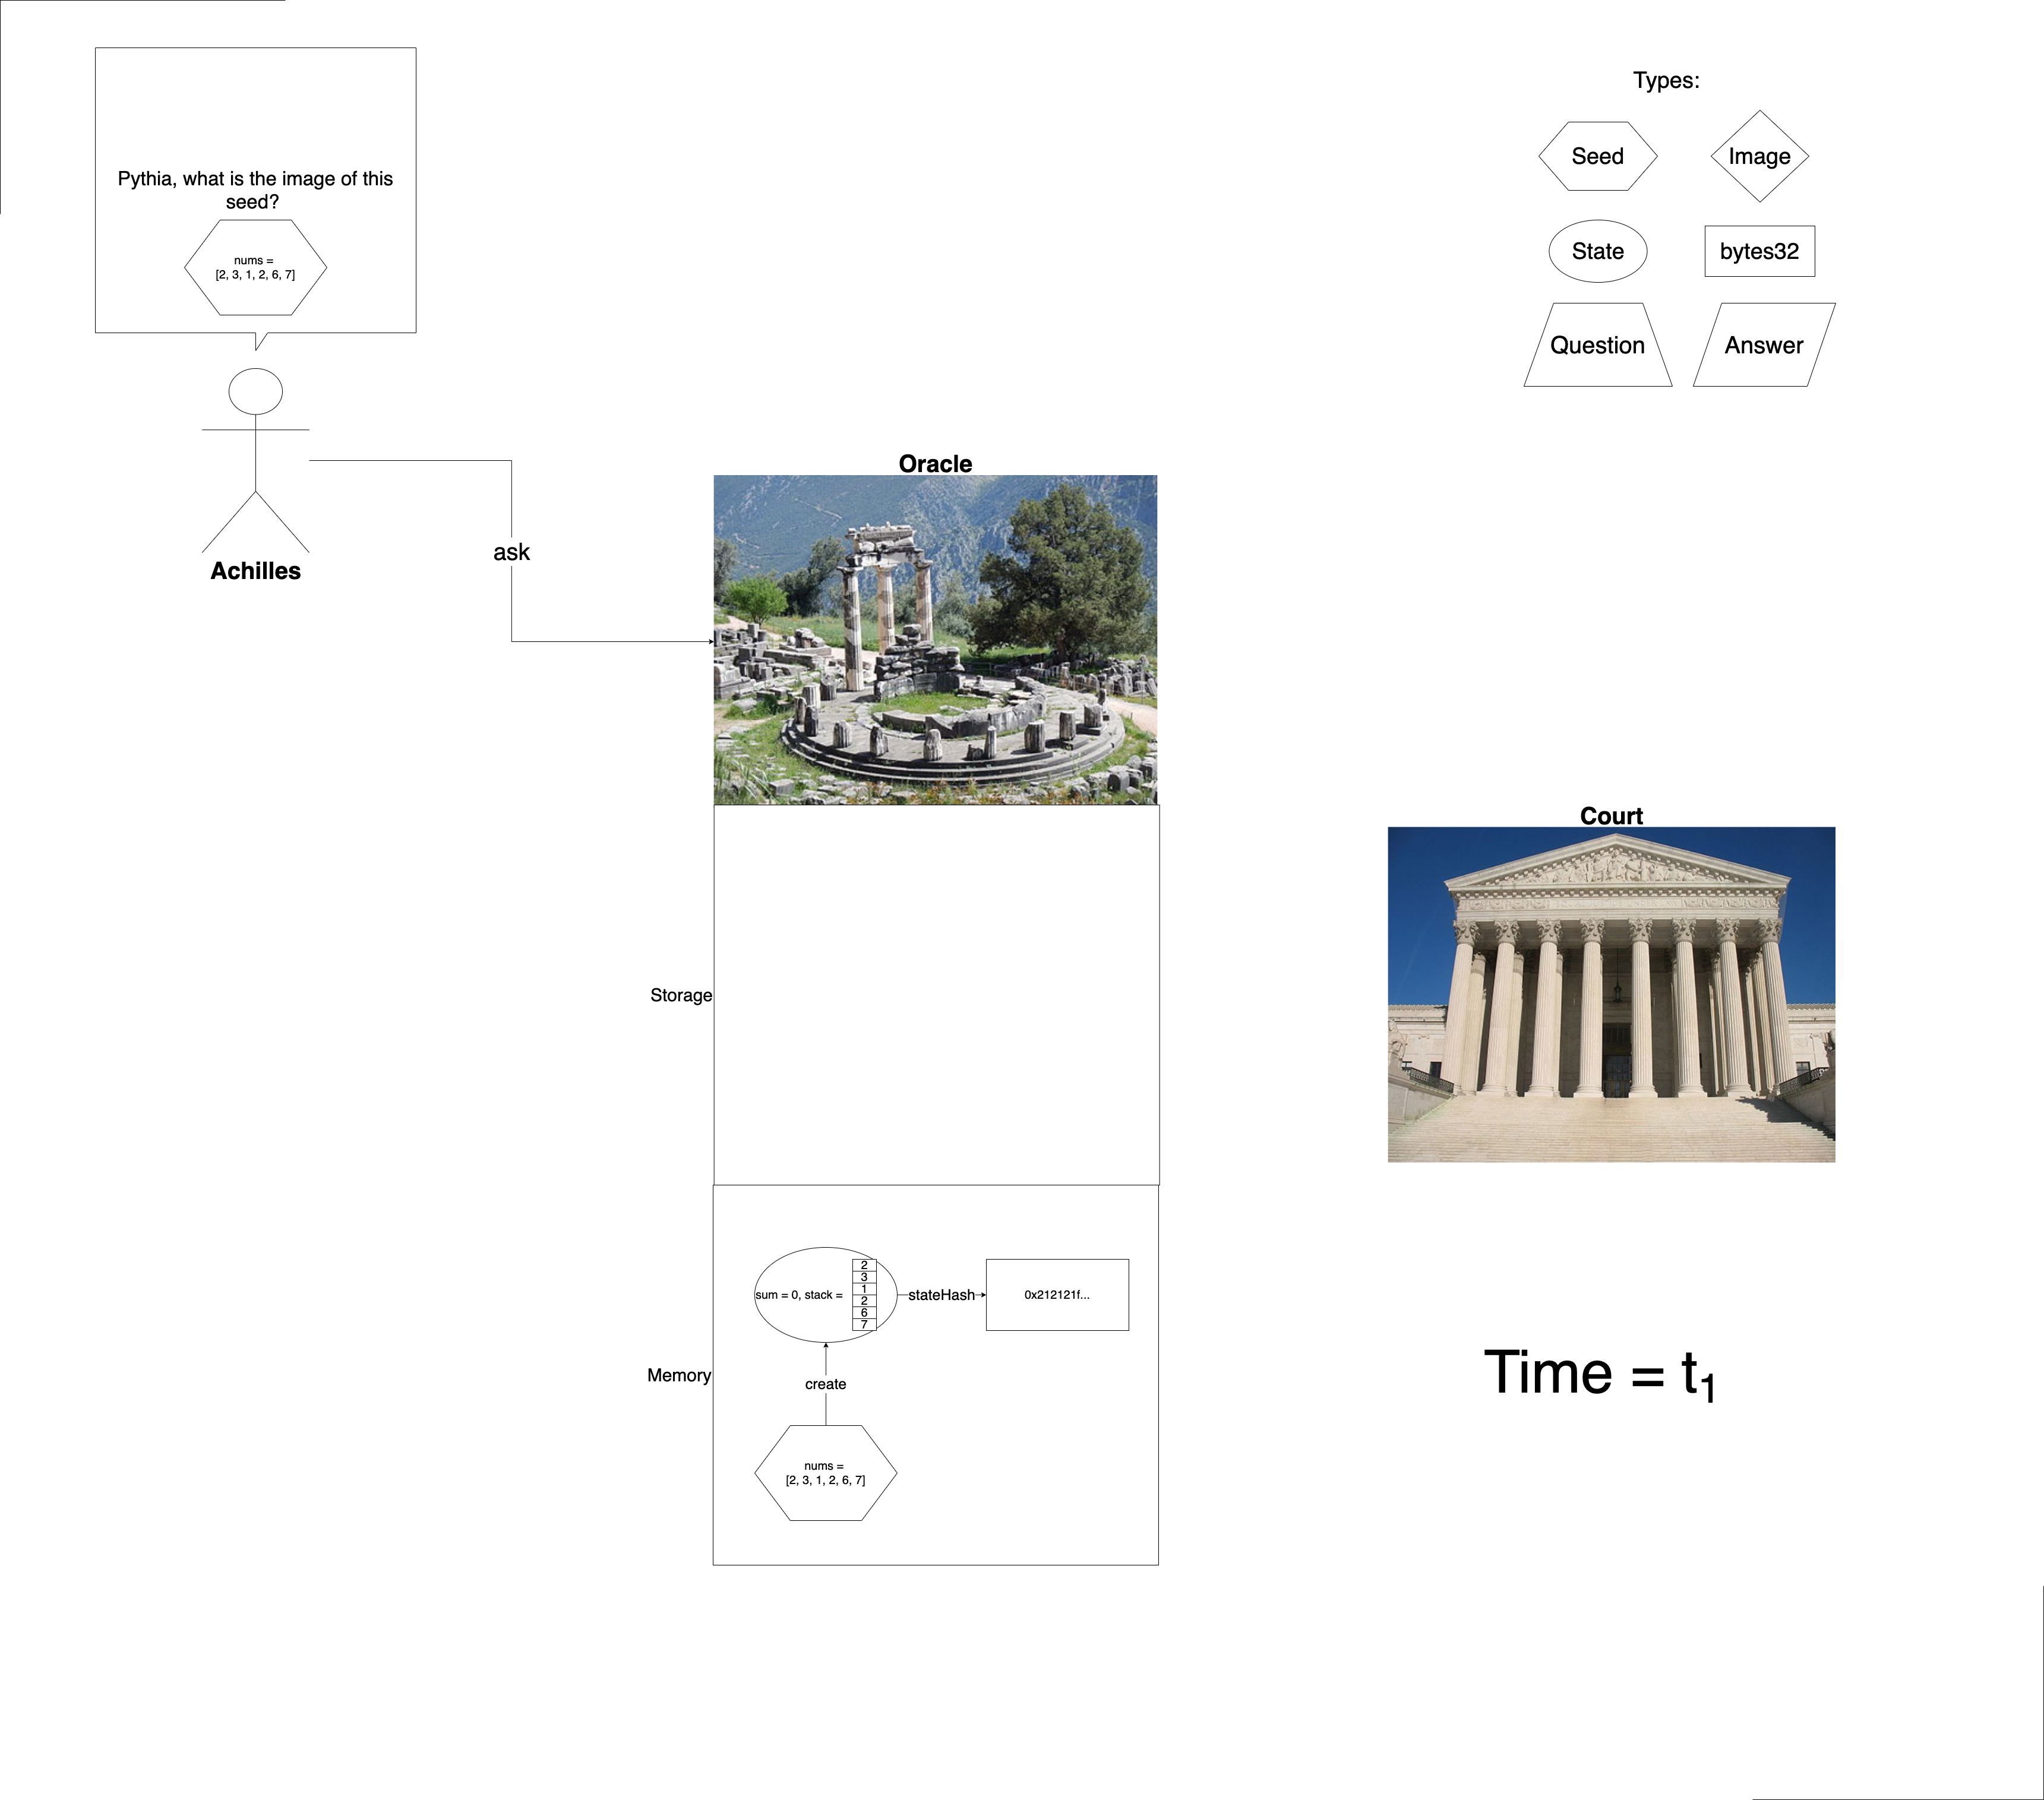 Pythia, what is the image of this
seed?
nums =
[2, 3, 1, 2, 6, 7]
Achilles
ask
Types:
Seed
Image
State
bytes32
Question
Answer
Oracle
Court
Storage
Memory
sum = 0, stack =
2
3
1
2
6
7
stateHash
0x212121f...
create
nums =
[2, 3, 1, 2, 6, 7]
Time = t₁